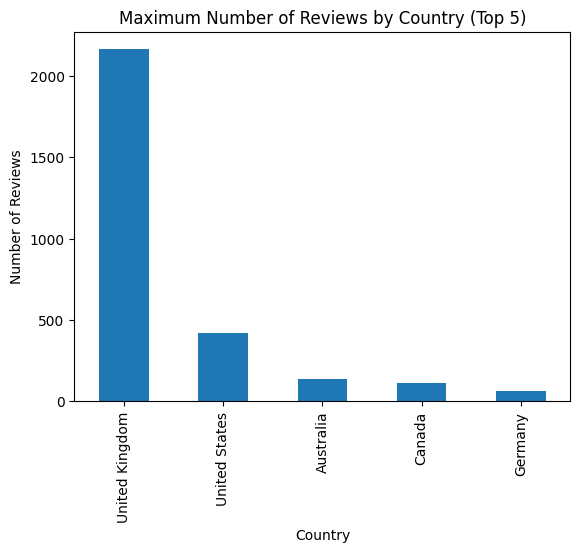 Maximum Number of Reviews by Country (Top 5)
Number of Reviews
2000
1500
1000
500
0
United Kingdom
United States
Australia
Canada
Germany
Country